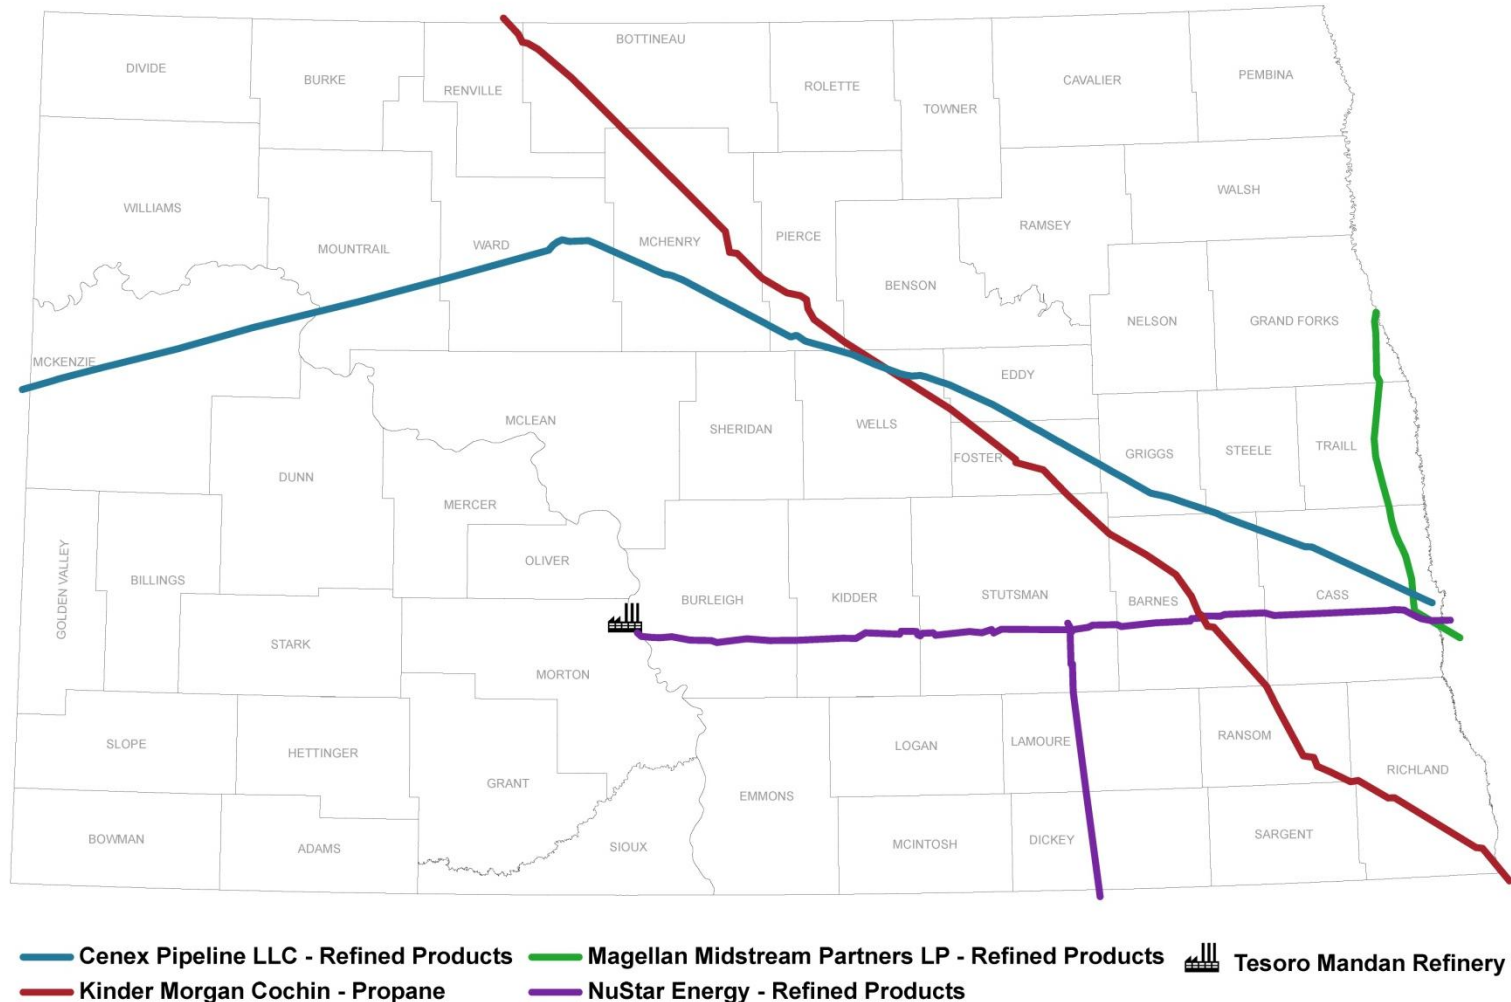 DIVIDE
BURKE
RENVILLE
BOTTINEAU
ROLETTE
TOWNER
CAVALIER
PEMBINA
WILLIAMS
MOUNTRAIL
WARD
MCHENRY
PIERCE
BENSON
RAMSEY
WALSH
MCKENZIE
NELSON
GRAND FORKS
DUNN
MCLEAN
SHERIDAN
WELLS
EDDY
FOSTER
GRIGGS
STEELE
TRAILL
MERCER
OLIVER
GOLDEN VALLEY
BILLINGS
STARK
MORTON
BURLEIGH
KIDDER
STUTSMAN
BARNES
CASS
SLOPE
HETTINGER
GRANT
EMMONS
LOGAN
LAMOURE
RANSOM
RICHLAND
BOWMAN
ADAMS
SIOUX
MCINTOSH
DICKEY
SARGENT
Cenex Pipeline LLC - Refined Products
Magellan Midstream Partners LP - Refined Products
Tesoro Mandan Refinery
Kinder Morgan Cochin - Propane
NuStar Energy - Refined Products